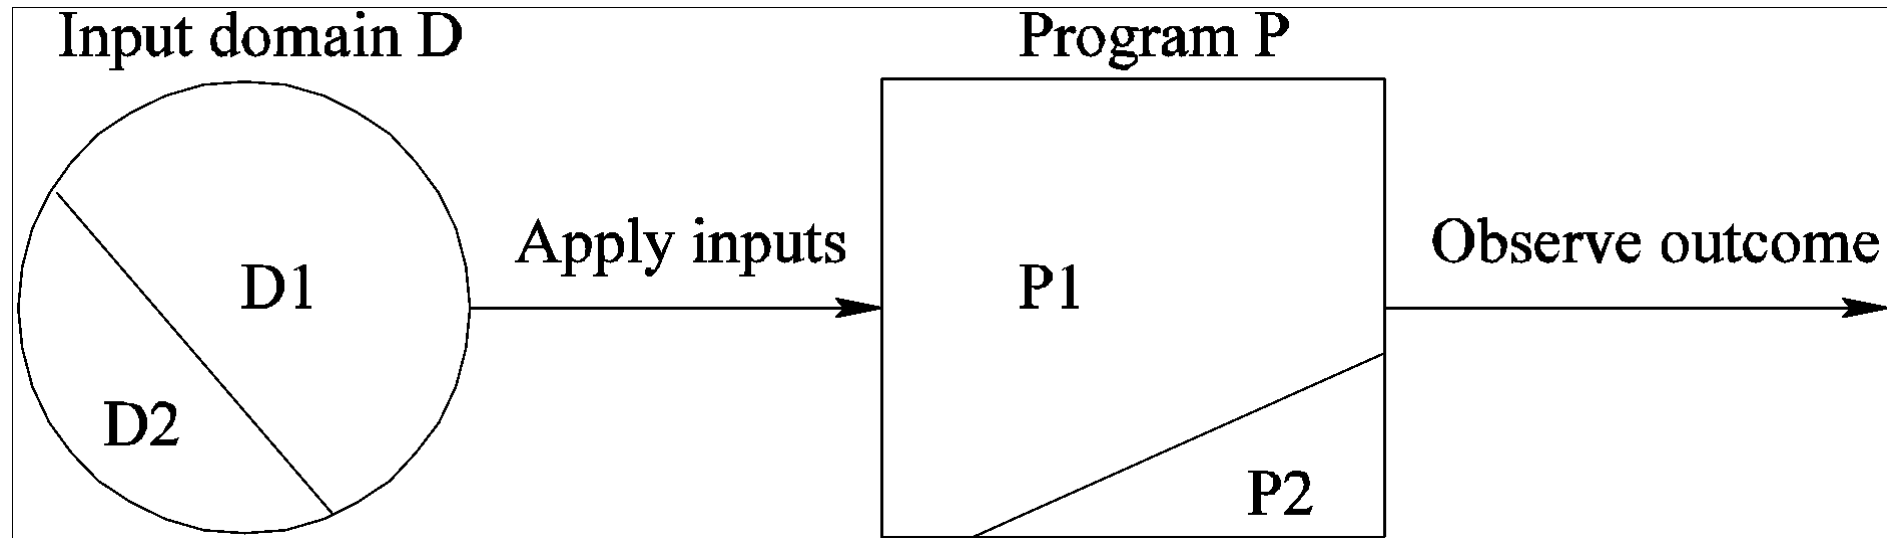 Input domain D
Program P
Apply inputs
Observe outcome
D1
P1
D2
P2